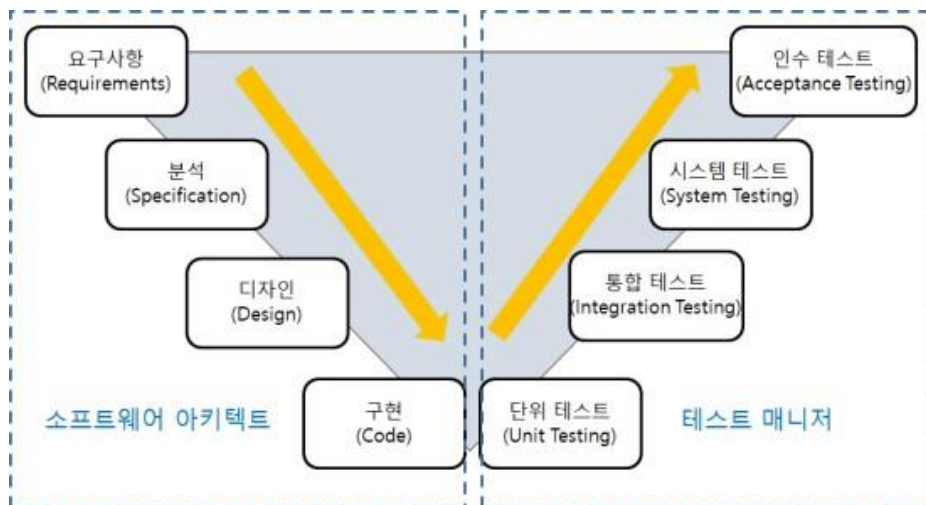 요구사항
(Requirements)
분석
(Specification)
디자인
(Design)
구현
(Code)
소프트웨어 아키텍트
인수 테스트
(Acceptance Testing)
시스템 테스트
(System Testing)
통합 테스트
(Integration Testing)
단위 테스트
(Unit Testing)
테스트 매니저